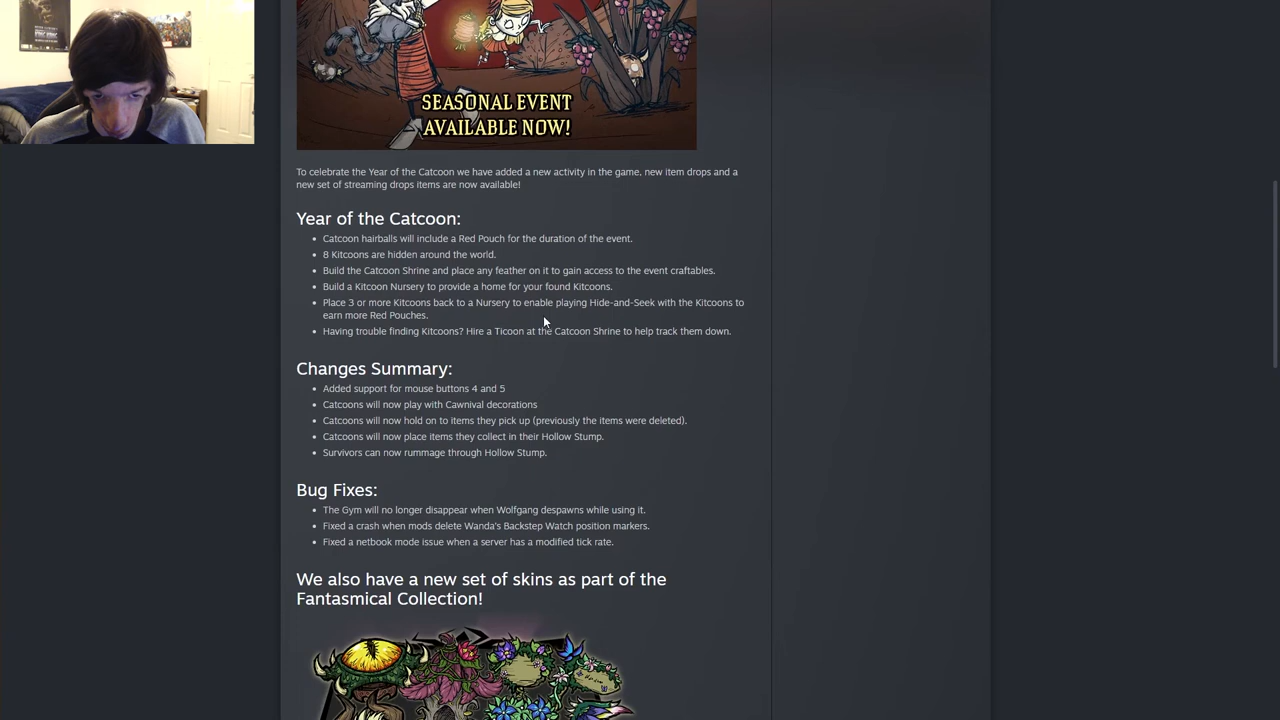 SEASONAL EVENT
AVAILABLE NOW!
To celebrate the Year of the Catcoon we have added a new activity in the game, new item drops and a
new set of streaming drops items are now available!
Year of the Catcoon:
• Catcoon hairballs will include a Red Pouch for the duration of the event.
• 8 Kitcoons are hidden around the world.
• Build the Catcoon Shrine and place any feather on it to gain access to the event craftables.
• Build a Kitcoon Nursery to provide a home for your found Kitcoons.
• Place 3 or more Kitcoons back to a Nursery to enable playing Hide-and-Seek with the Kitcoons to
earn more Red Pouches.
• Having trouble finding Kitcoons? Hire a Ticoon at the Catcoon Shrine to help track them down.
Changes Summary:
• Added support for mouse buttons 4 and 5
• Catcoons will now play with Cawnival decorations
• Catcoons will now hold on to items they pick up (previously the items were deleted).
• Catcoons will now place items they collect in their Hollow Stump.
• Survivors can now rummage through Hollow Stump.
Bug Fixes:
• The Gym will no longer disappear when Wolfgang despawns while using it.
• Fixed a crash when mods delete Wanda's Backstep Watch position markers.
• Fixed a netbook mode issue when a server has a modified tick rate.
We also have a new set of skins as part of the
Fantasmical Collection!